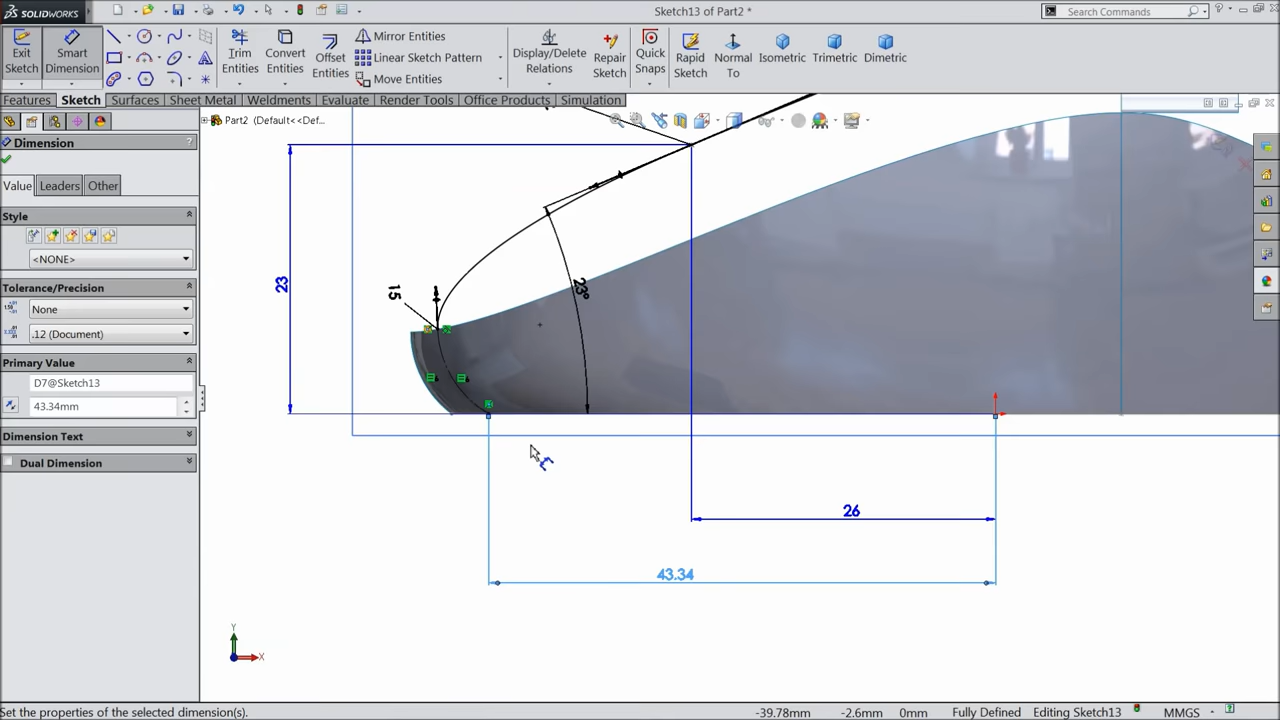 SOLIDWORKS
Sketch13 of Part2 *
Search Commands
Exit Sketch
Smart Dimension
Trim Entities
Convert Entities
Offset Entities
Mirror Entities
Linear Sketch Pattern
Move Entities
Display/Delete Relations
Repair Sketch
Quick Snaps
Rapid Sketch
Normal To
Isometric
Trimetric
Dimetric
Features
Sketch
Surfaces
Sheet Metal
Weldments
Evaluate
Render Tools
Office Products
Simulation
Part2 (Default<<Def...
Dimension
?
Value
Leaders
Other
Style
<NONE>
Tolerance/Precision
None
.12 (Document)
Primary Value
D7@Sketch13
43.34mm
Dimension Text
Dual Dimension
23
15
23°
26
43.34
Y
X
Set the properties of the selected dimension(s).
-39.78mm
-2.6mm
0mm
Fully Defined
Editing Sketch13
MMGS